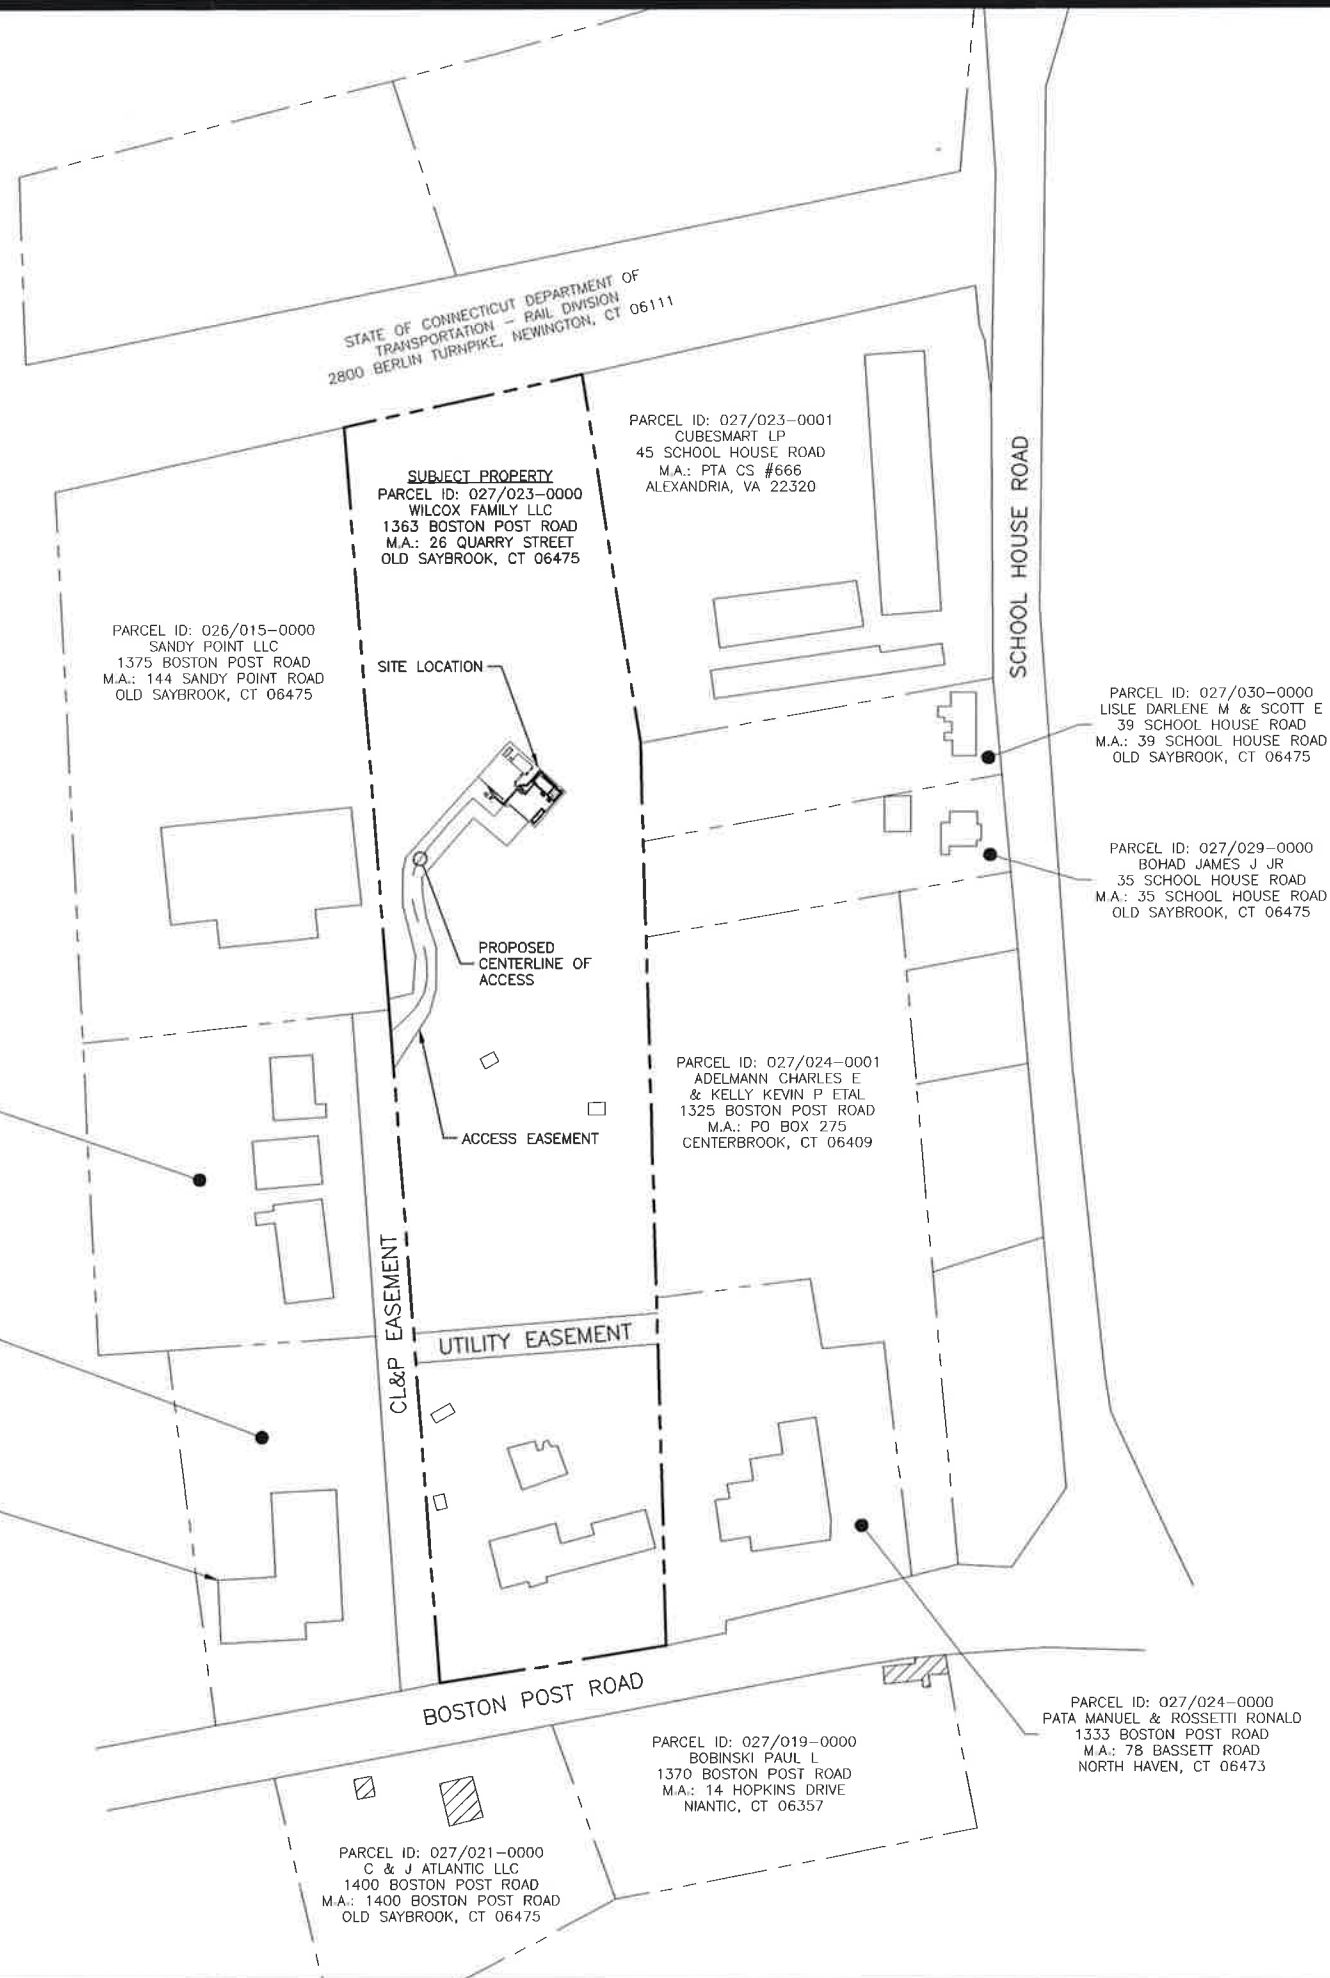 STATE OF CONNECTICUT DEPARTMENT OF
TRANSPORTATION – RAIL DIVISION
2800 BERLIN TURNPIKE, NEWINGTON, CT 06111
PARCEL ID: 027/023-0001
CUBESMART LP
45 SCHOOL HOUSE ROAD
M.A.: PTA CS #666
ALEXANDRIA, VA 22320
SUBJECT PROPERTY
PARCEL ID: 027/023-0000
WILCOX FAMILY LLC
1363 BOSTON POST ROAD
M.A.: 26 QUARRY STREET
OLD SAYBROOK, CT 06475
SCHOOL HOUSE ROAD
PARCEL ID: 026/015-0000
SANDY POINT LLC
1375 BOSTON POST ROAD
M.A.: 144 SANDY POINT ROAD
OLD SAYBROOK, CT 06475
SITE LOCATION
PARCEL ID: 027/030-0000
LISLE DARLENE M & SCOTT E
39 SCHOOL HOUSE ROAD
M.A.: 39 SCHOOL HOUSE ROAD
OLD SAYBROOK, CT 06475
PARCEL ID: 027/029-0000
BOHAD JAMES J JR
35 SCHOOL HOUSE ROAD
M.A.: 35 SCHOOL HOUSE ROAD
OLD SAYBROOK, CT 06475
PROPOSED
CENTERLINE OF
ACCESS
PARCEL ID: 027/024-0001
ADELMANN CHARLES E
& KELLY KEVIN P ETAL
1325 BOSTON POST ROAD
M.A.: PO BOX 275
CENTERBROOK, CT 06409
ACCESS EASEMENT
CL&P EASEMENT
UTILITY EASEMENT
BOSTON POST ROAD
PARCEL ID: 027/024-0000
PATA MANUEL & ROSSETTI RONALD
1333 BOSTON POST ROAD
M.A.: 78 BASSETT ROAD
NORTH HAVEN, CT 06473
PARCEL ID: 027/019-0000
BOBINSKI PAUL L
1370 BOSTON POST ROAD
M.A.: 14 HOPKINS DRIVE
NIANTIC, CT 06357
PARCEL ID: 027/021-0000
C & J ATLANTIC LLC
1400 BOSTON POST ROAD
M.A.: 1400 BOSTON POST ROAD
OLD SAYBROOK, CT 06475